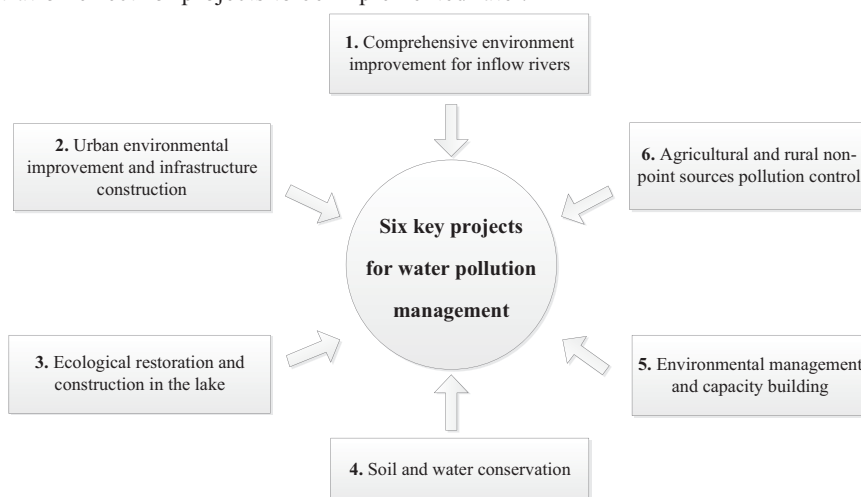 1. Comprehensive environment
improvement for inflow rivers
2. Urban environmental
improvement and infrastructure
construction
6. Agricultural and rural non-
point sources pollution control
Six key projects
for water pollution
management
3. Ecological restoration and
construction in the lake
5. Environmental management
and capacity building
4. Soil and water conservation